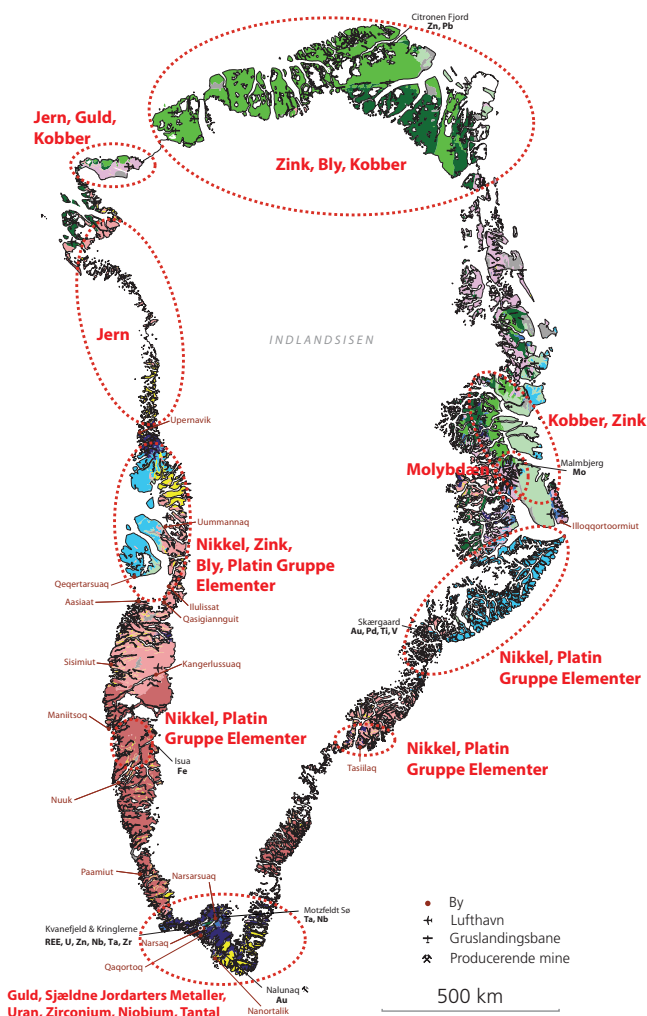 Citronen Fjord
Zn, Pb
Jern, Guld,
Kobber
Zink, Bly, Kobber
Jern
INDLANDSISEN
Upernavik
Kobber, Zink
Molybdæn
Malmbjerg
Mo
Illoqqortoormiut
Uummannaq
Nikkel, Zink,
Bly, Platin Gruppe
Elementer
Qeqertarsuaq
Aasiaat
Ilulissat
Qasigiannguit
Skærgaard
Au, Pd, Ti, V
Nikkel, Platin
Gruppe Elementer
Sisimiut
Kangerlussuaq
Maniitsoq
Nikkel, Platin
Gruppe Elementer
Isua
Fe
Nikkel, Platin
Gruppe Elementer
Tasiilaq
Nuuk
Paamiut
Narsarsuaq
Motzfeldt Sø
Ta, Nb
Kvanefjeld & Kringlerne
REE, U, Zn, Nb, Ta, Zr
Narsaq
Qaqortoq
Nalunaq
Au
Nanortalik
Guld, Sjældne Jordarters Metaller,
Uran, Zirconium, Niobium, Tantal
By
Lufthavn
Gruslandingsbane
Producerende mine
500 km